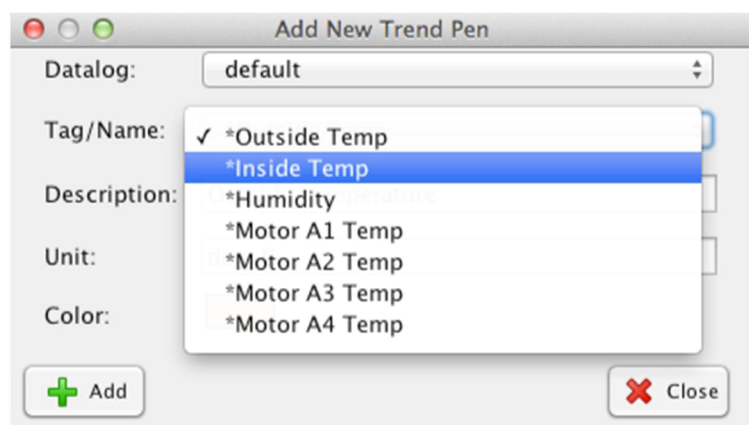 Add New Trend Pen
Datalog: default
Tag/Name:
✓ *Outside Temp
*Inside Temp
*Humidity
*Motor A1 Temp
*Motor A2 Temp
*Motor A3 Temp
*Motor A4 Temp
Description:
Unit:
Color:
Add Close